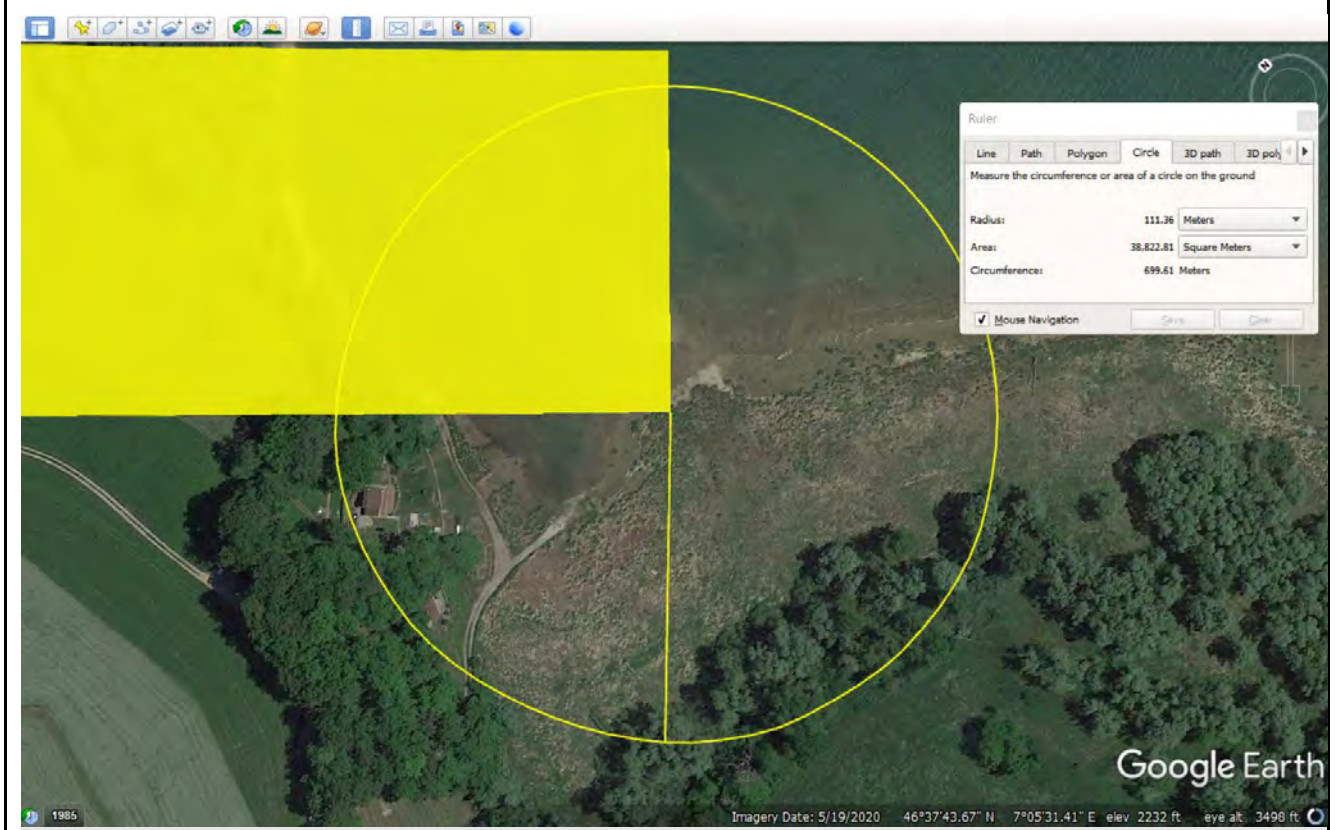 Ruler
Line Path Polygon Circle 3D path 3D poly
Measure the circumference or area of a circle on the ground
Radius: 111.36 Meters
Area: 38,822.81 Square Meters
Circumference: 699.61 Meters
Mouse Navigation Save Clear
Google Earth
1985 Imagery Date: 5/19/2020 46°37'43.67" N 7°05'31.41" E elev 2232 ft eye alt 3498 ft